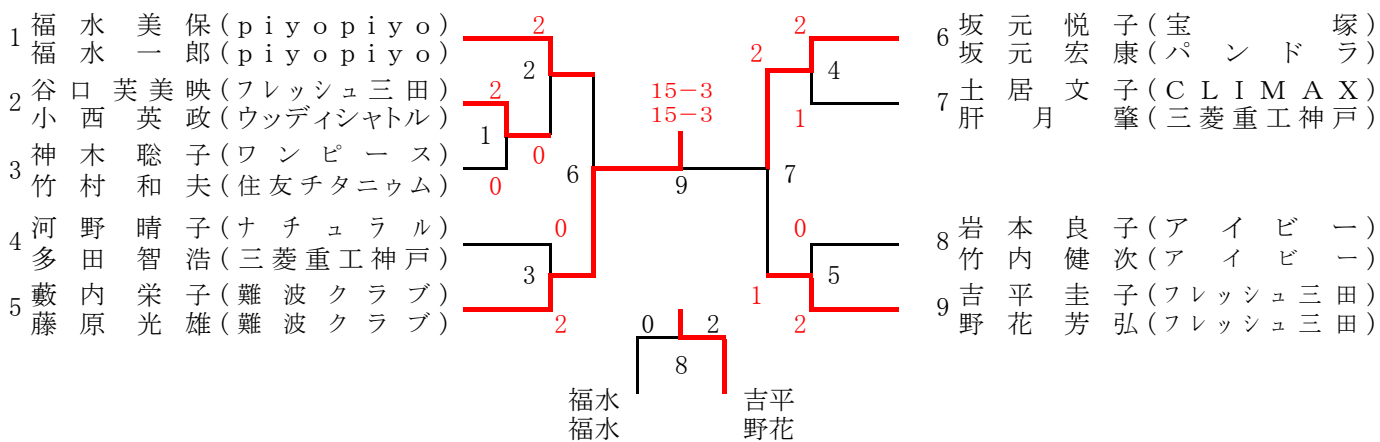 1 福水美保(piyopiyo)
福水一郎(piyopiyo)
2 谷口芙美映(フレッシュ三田)
小西英政(ウッディシャトル)
3 神木聡子(ワンピース)
竹村和夫(住友チタニゥム)
4 河野晴子(ナチュラル)
多田智浩(三菱重工神戸)
5 藪内栄子(難波クラブ)
藤原光雄(難波クラブ)
2
2
2
1
0
0
6
0
3
2
15-3
15-3
9
2
2
4
1
7
0
5
1
2
6 坂元悦子(宝塚)
坂元宏康(パンドラ)
7 土居文子(CLIMAX)
肝月肇(三菱重工神戸)
8 岩本良子(アイビー)
竹内健次(アイビー)
9 吉平圭子(フレッシュ三田)
野花芳弘(フレッシュ三田)
0 2
8
福水 吉平
福水 野花